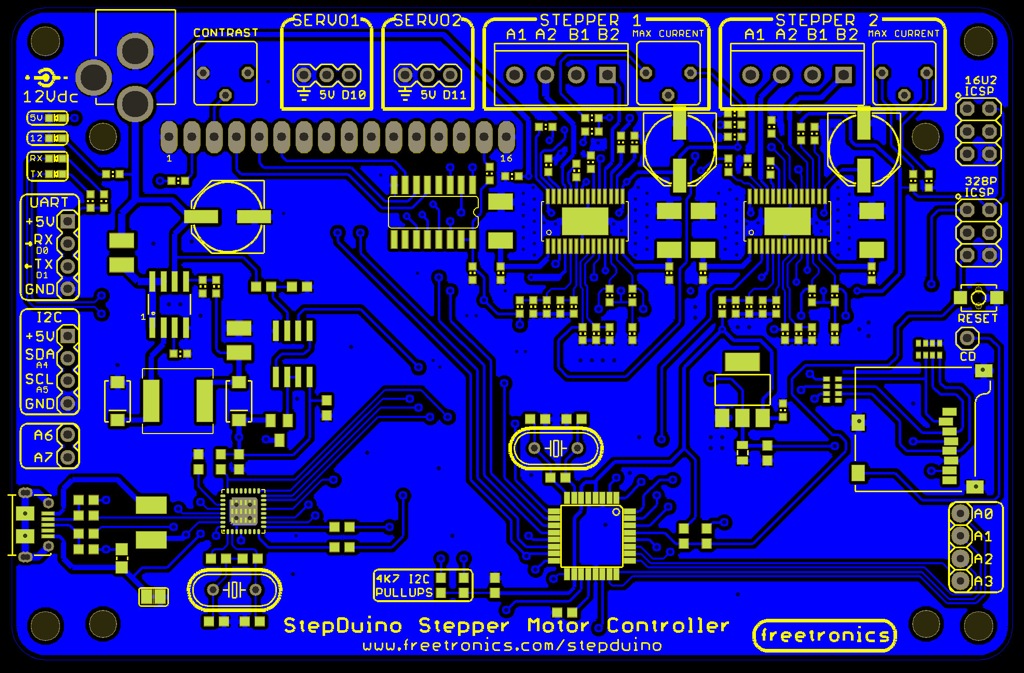 SERVO1
SERVO2
STEPPER 1
STEPPER 2
CONTRAST
A1 A2 B1 B2
MAX CURRENT
A1 A2 B1 B2
MAX CURRENT
16U2
ICSP
12Vdc
5V D10
5V D11
5V
12
RX
TX
1
16
328P
ICSP
UART
+5V
RX
D0
TX
D1
GND
1
I2C
+5V
SDA
A4
SCL
A5
GND
RESET
CD
A6
A7
A0
A1
A2
A3
4K7 I2C
PULLUPS
StepDuino Stepper Motor Controller
www.freetronics.com/stepduino
freetronics